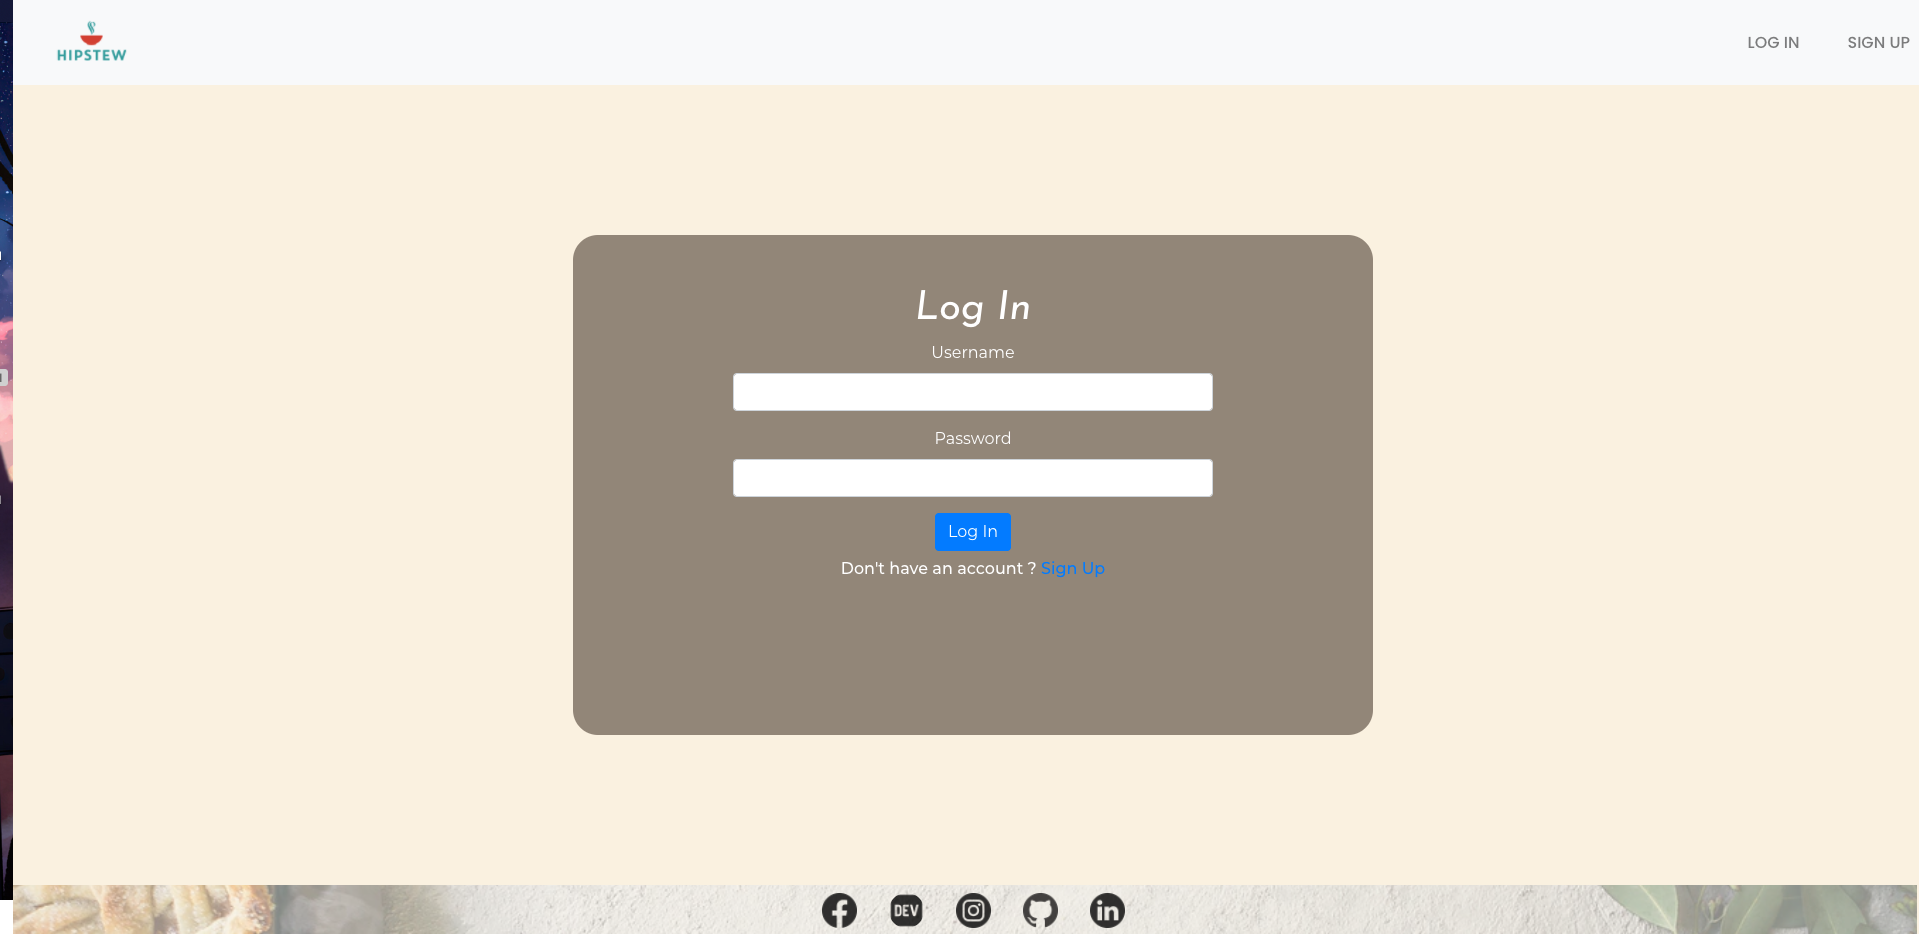 HIPSTEW
LOG IN
SIGN UP
Log In
Username
Password
Log In
Don't have an account ? Sign Up
DEV